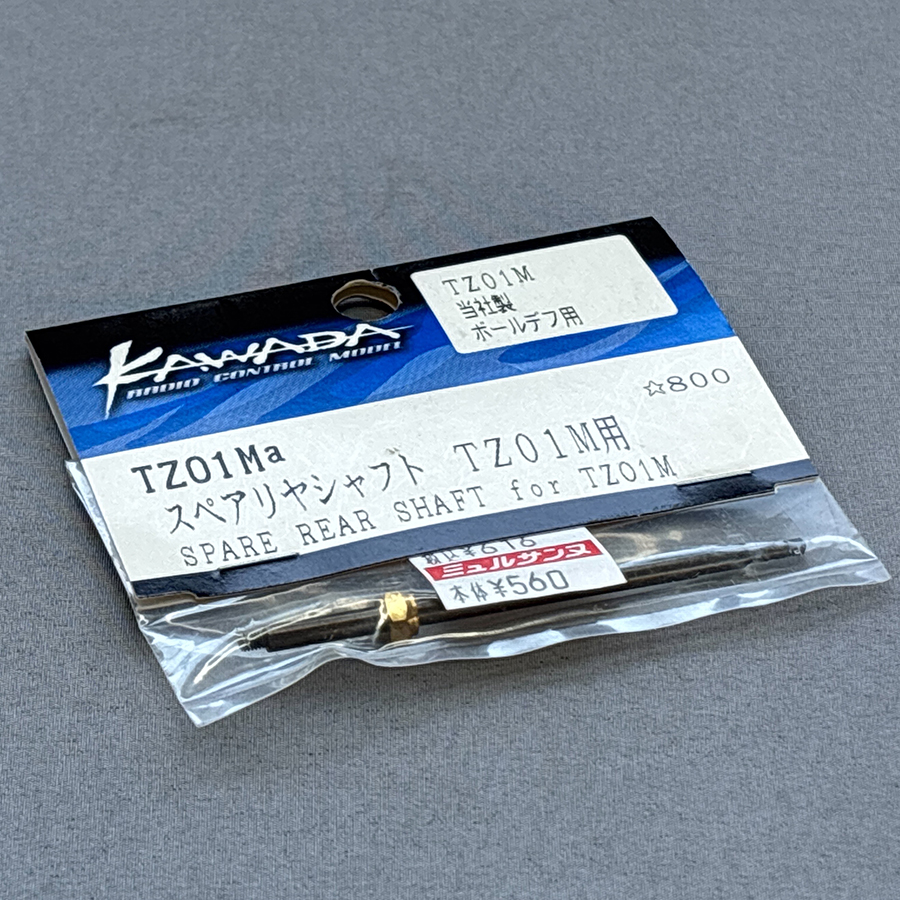 TZ01M
当社製
ボールデフ用
KAWADA
RADIO CONTROL MODEL
☆800
TZ01Ma
スペアリヤシャフト TZ01M用
SPARE REAR SHAFT for TZ01M
¥616
ミュルサンヌ
本体¥560